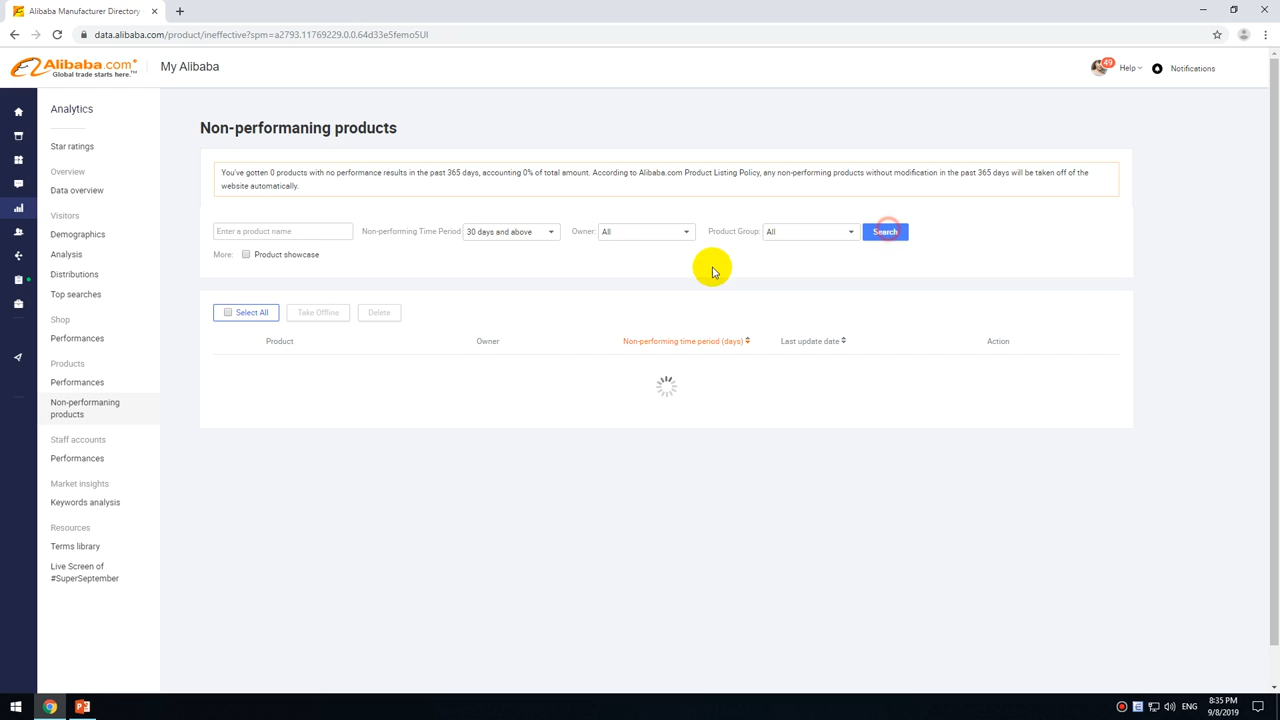 Alibaba Manufacturer Directory
data.alibaba.com/product/ineffective?spm=a2793.11769229.0.0.64d33e5femo5UI
Alibaba.com
Global trade starts here.™
My Alibaba
49
Help
Notifications
Analytics
Star ratings
Overview
Data overview
Visitors
Demographics
Analysis
Distributions
Top searches
Shop
Performances
Products
Performances
Non-performaning
products
Staff accounts
Performances
Market insights
Keywords analysis
Resources
Terms library
Live Screen of
#SuperSeptember
Non-performaning products
You've gotten 0 products with no performance results in the past 365 days, accounting 0% of total amount. According to Alibaba.com Product Listing Policy, any non-performing products without modification in the past 365 days will be taken off of the
website automatically.
Enter a product name Non-performing Time Period 30 days and above Owner: All Product Group: All Search
More: Product showcase
Select All Take Offline Delete
Product Owner Non-performing time period (days) Last update date Action
ENG
8:35 PM
9/8/2019